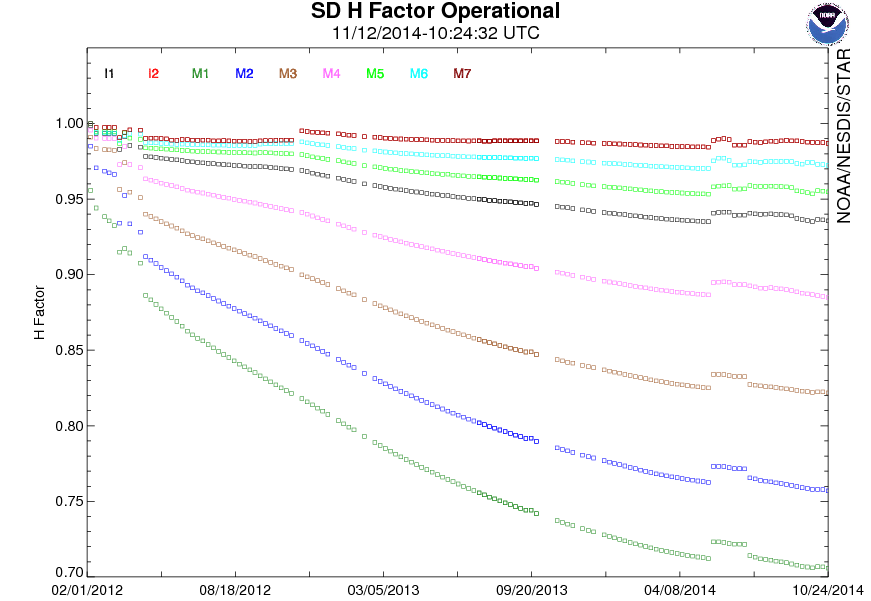 SD H Factor Operational
11/12/2014-10:24:32 UTC
NOAA
I1 I2 M1 M2 M3 M4 M5 M6 M7
NOAA/NESDIS/STAR
H Factor
1.00
0.95
0.90
0.85
0.80
0.75
0.70
02/01/2012 08/18/2012 03/05/2013 09/20/2013 04/08/2014 10/24/2014